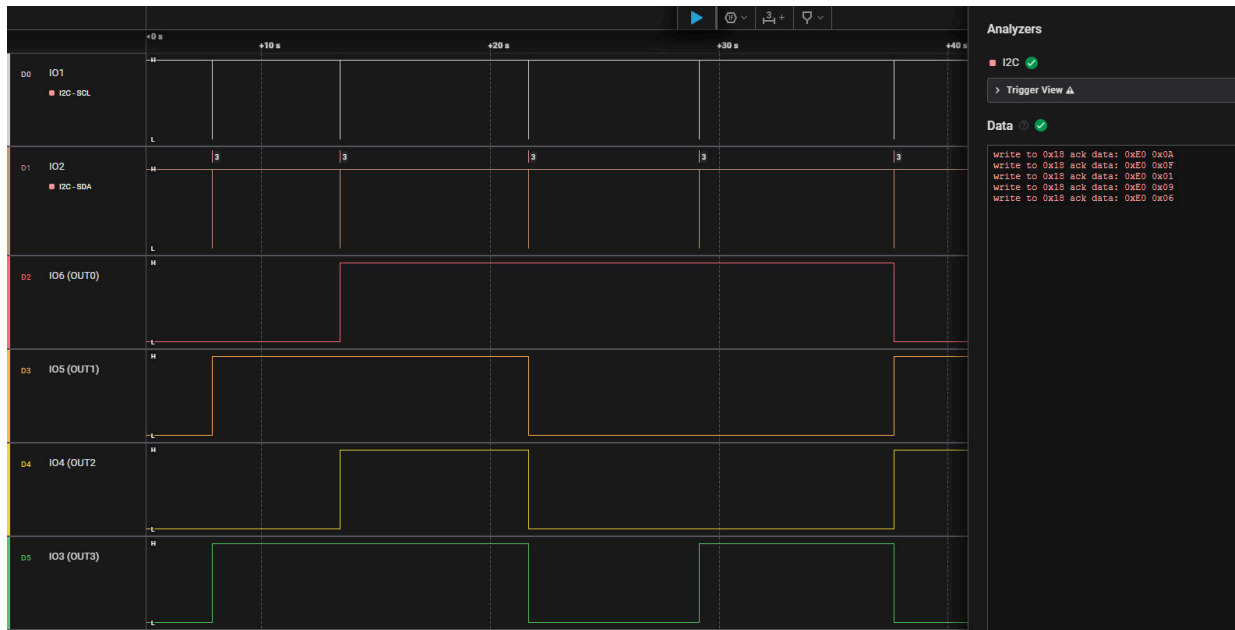 +0 s
+10 s
+20 s
+30 s
+40 s
D0 IO1
I2C - SCL
H
L
D1 IO2
I2C - SDA
H
L
3
3
3
3
3
D2 IO6 (OUT0)
H
L
D3 IO5 (OUT1)
H
L
D4 IO4 (OUT2
H
L
D5 IO3 (OUT3)
H
L
Analyzers
I2C
> Trigger View
Data
write to 0x18 ack data: 0xE0 0x0A
write to 0x18 ack data: 0xE0 0x0F
write to 0x18 ack data: 0xE0 0x01
write to 0x18 ack data: 0xE0 0x09
write to 0x18 ack data: 0xE0 0x06